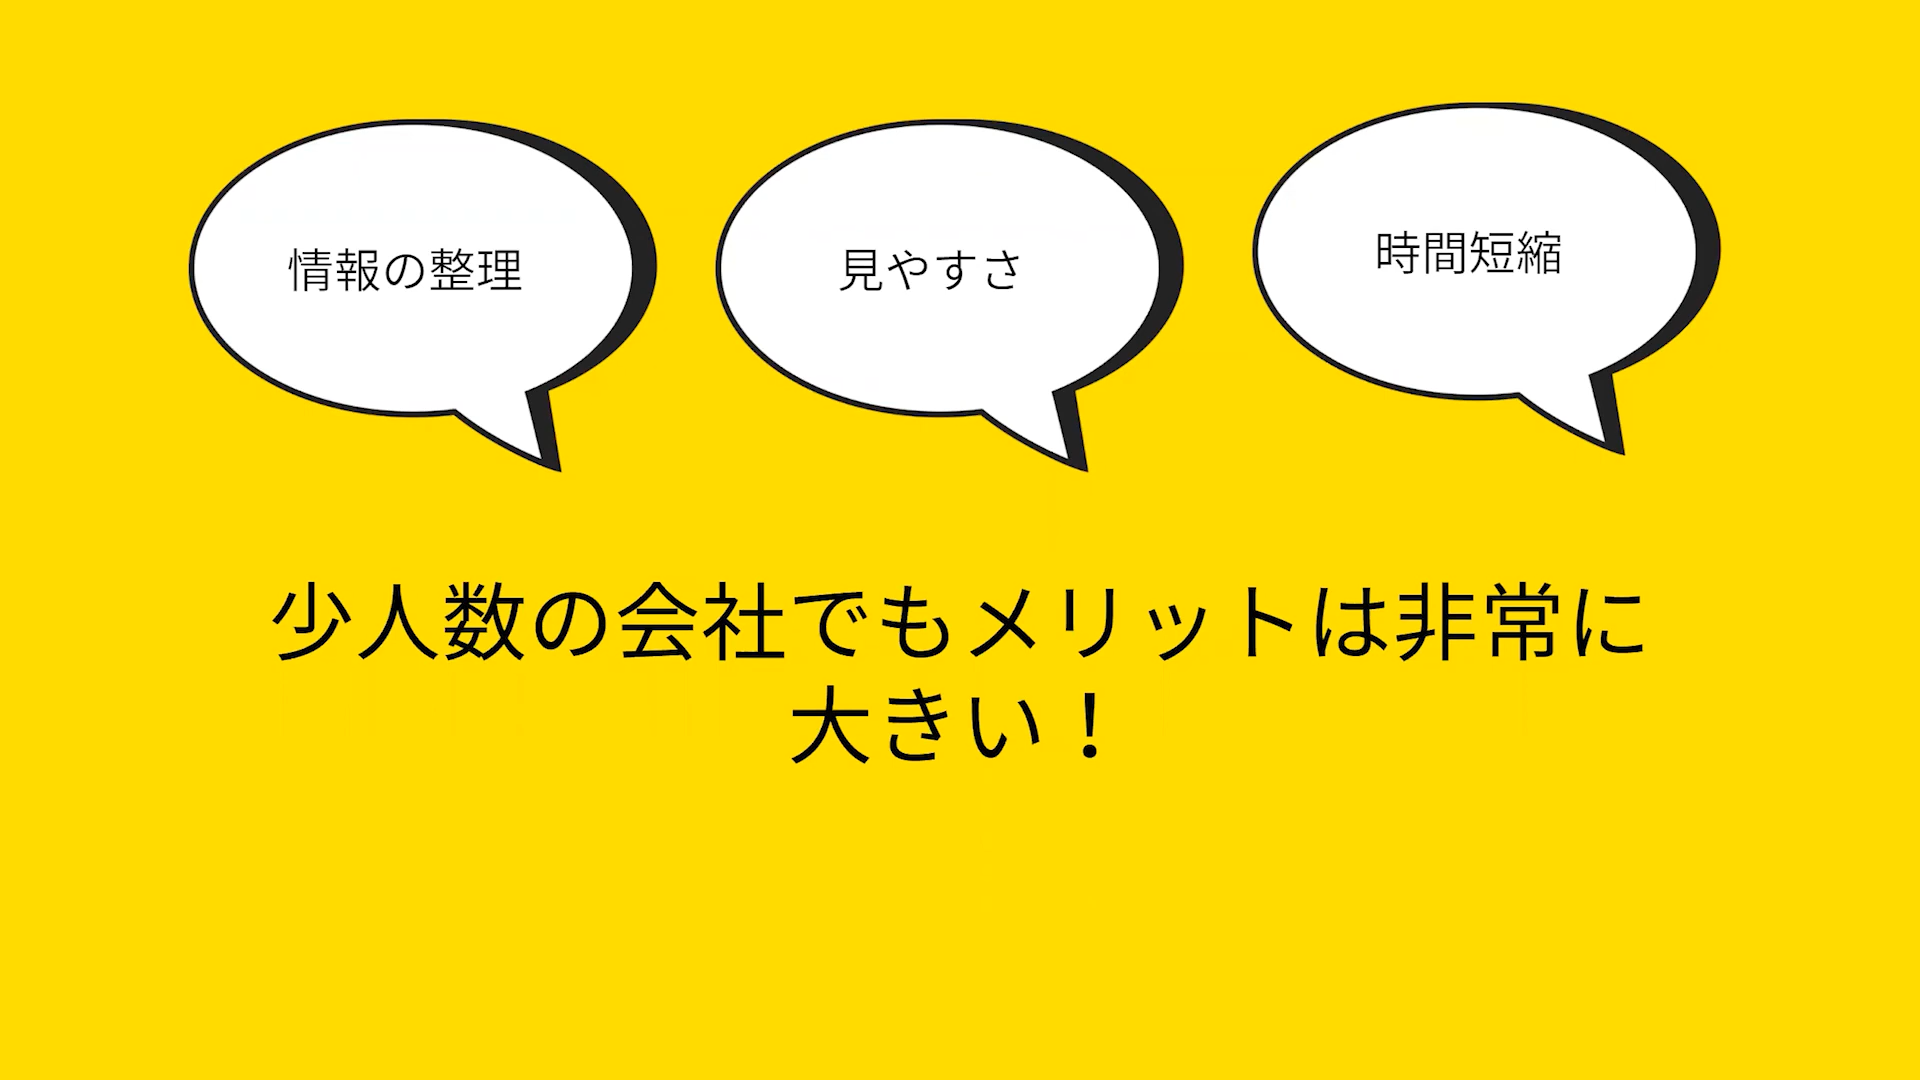 情報の整理
見やすさ
時間短縮
少人数の会社でもメリットは非常に
大きい！